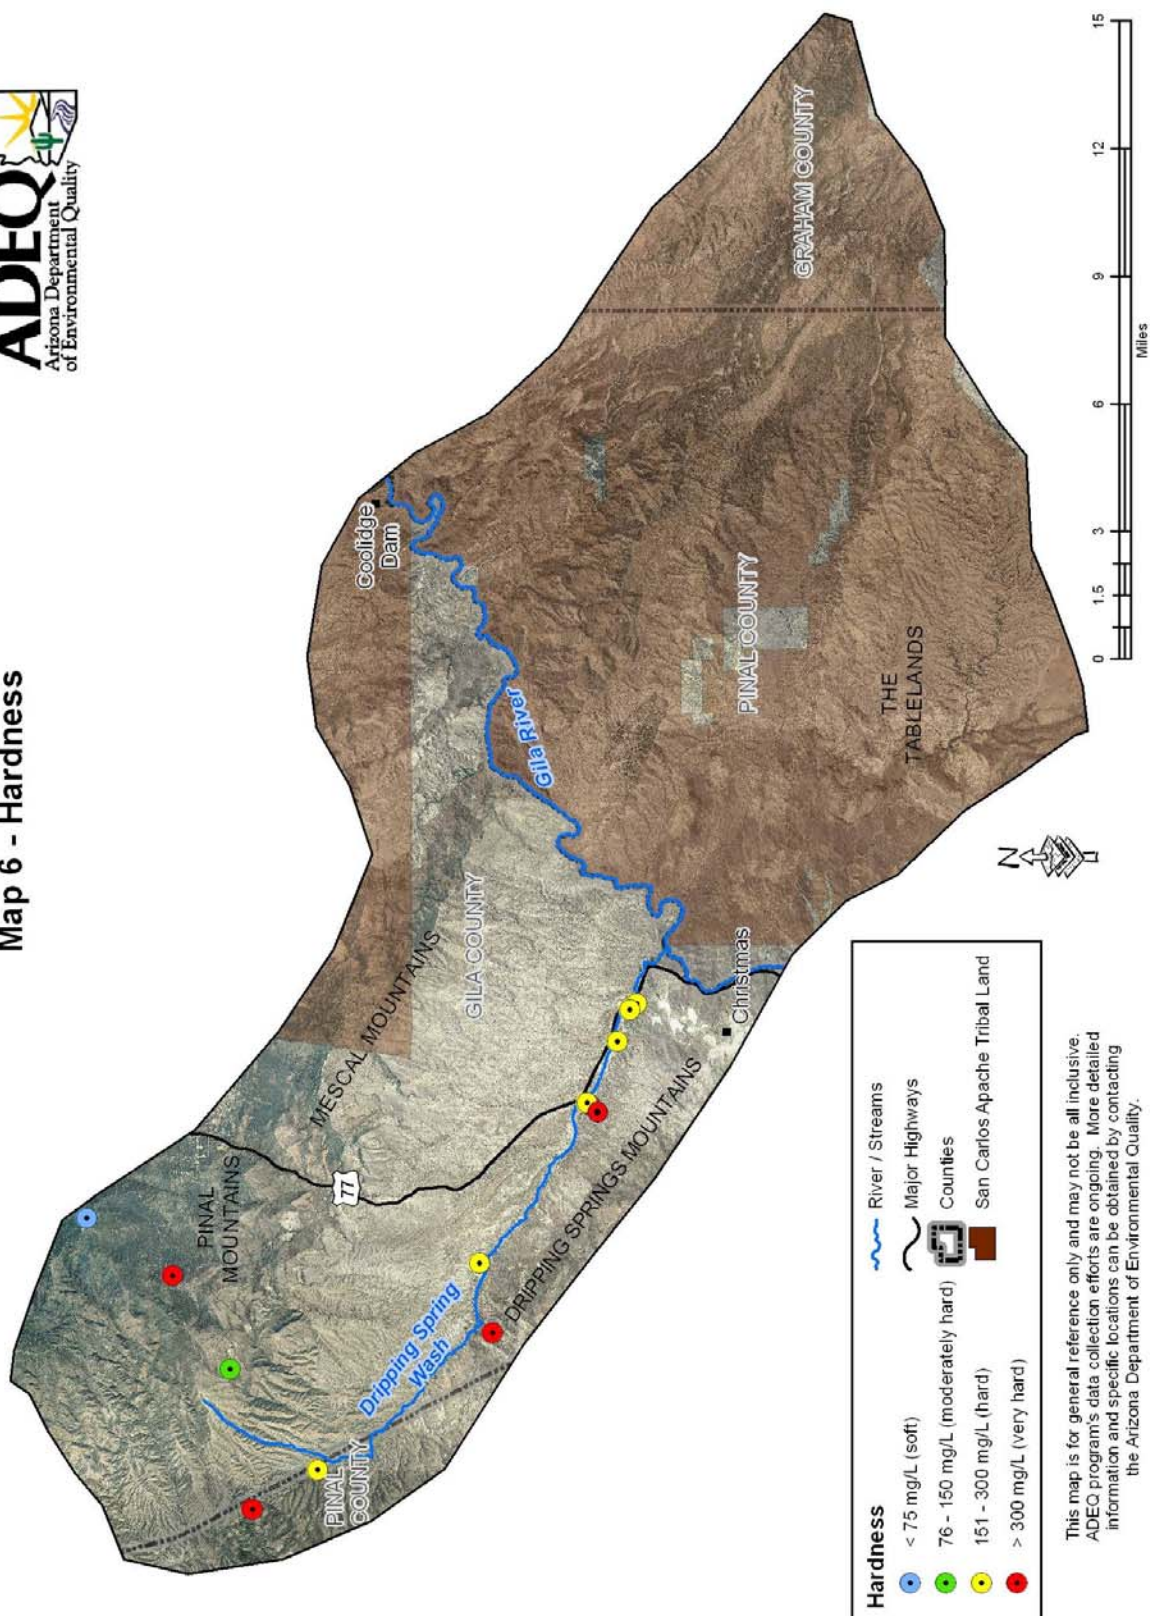 Map 6 - Hardness
ADEQ
Arizona Department
of Environmental Quality
Coolidge
Dam
GRAHAM COUNTY
MESCAL MOUNTAINS
GILA COUNTY
Gila River
PINAL COUNTY
THE
TABLELANDS
PINAL
MOUNTAINS
77
Dripping Spring
Wash
PINAL
COUNTY
DRIPPING SPRINGS MOUNTAINS
Christmas
N
Hardness
< 75 mg/L (soft)
76 - 150 mg/L (moderately hard)
151 - 300 mg/L (hard)
> 300 mg/L (very hard)
River / Streams
Major Highways
Counties
San Carlos Apache Tribal Land
0 1.5 3 6 9 12 15
Miles
This map is for general reference only and may not be all inclusive.
ADEQ program's data collection efforts are ongoing. More detailed
information and specific locations can be obtained by contacting
the Arizona Department of Environmental Quality.